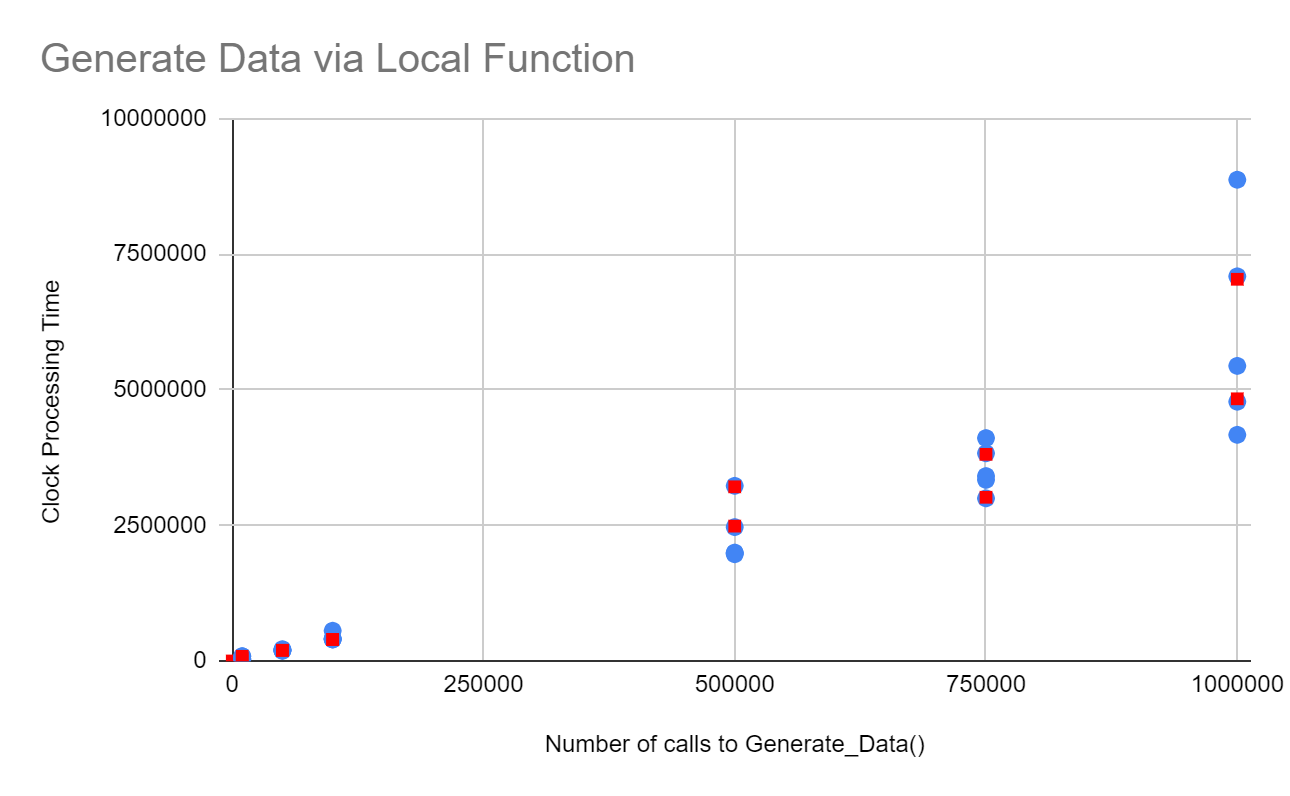 Generate Data via Local Function
10000000
7500000
5000000
2500000
0
Clock Processing Time
0 250000 500000 750000 1000000
Number of calls to Generate_Data()